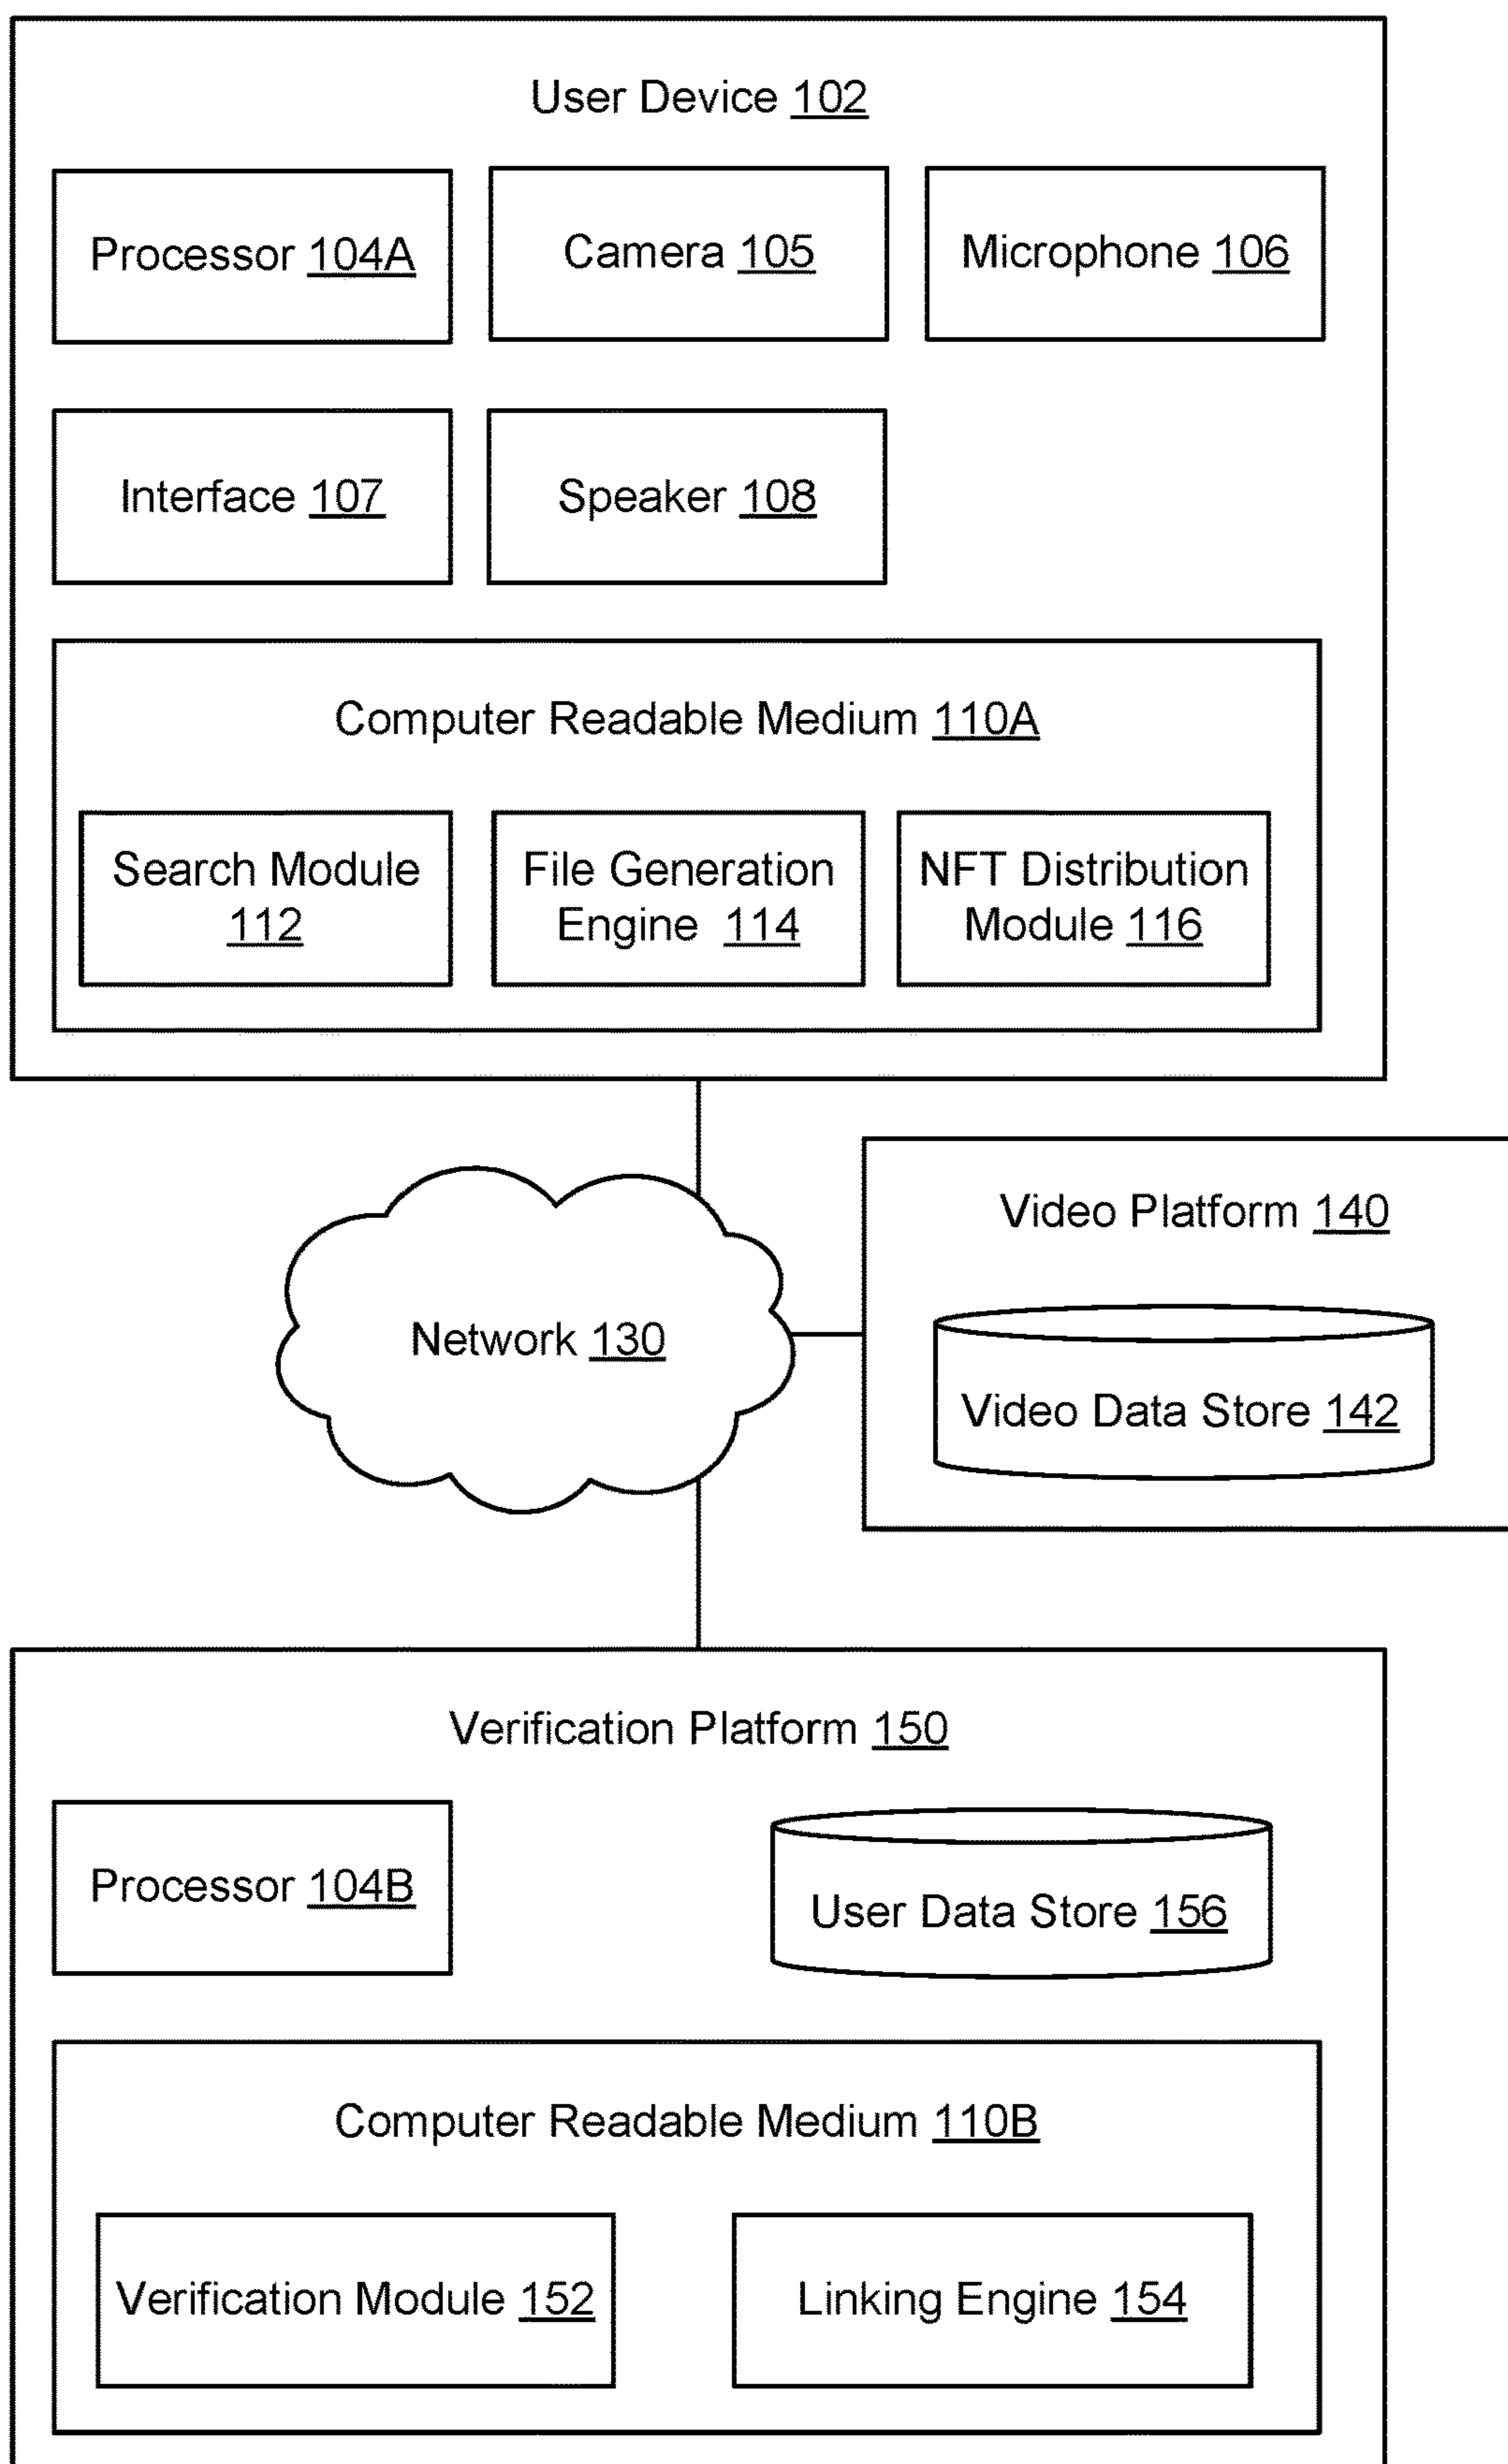 User Device 102
Processor 104A
Camera 105
Microphone 106
Interface 107
Speaker 108
Computer Readable Medium 110A
Search Module
112
File Generation
Engine 114
NFT Distribution
Module 116
Network 130
Video Platform 140
Video Data Store 142
Verification Platform 150
Processor 104B
User Data Store 156
Computer Readable Medium 110B
Verification Module 152
Linking Engine 154